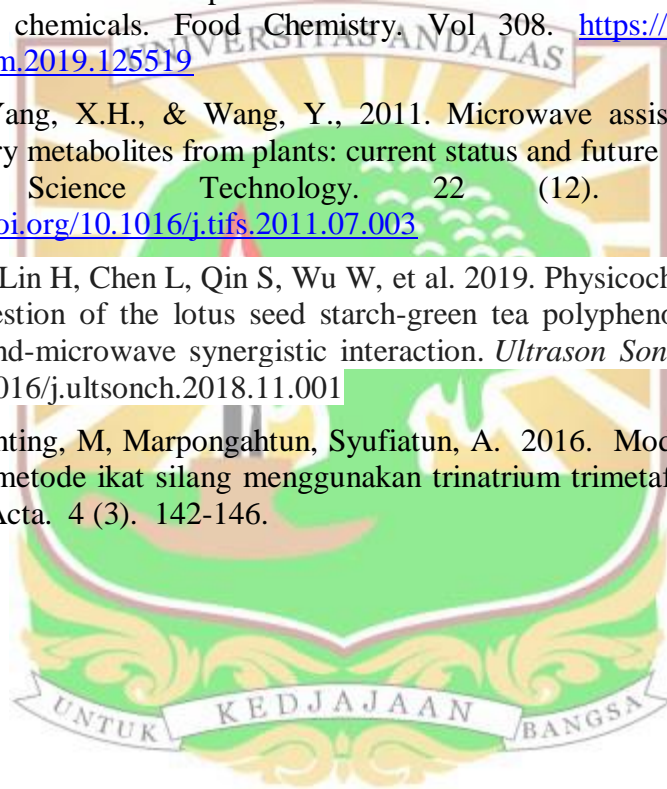 chemicals. Food Chemistry. Vol 308. https://
m.2019.125519
UNIVERSITAS ANDALAS
Yang, X.H., & Wang, Y., 2011. Microwave assis
ry metabolites from plants: current status and future
Science Technology. 22 (12).
oi.org/10.1016/j.tifs.2011.07.003
Lin H, Chen L, Qin S, Wu W, et al. 2019. Physicoch
estion of the lotus seed starch-green tea polypheno
nd-microwave synergistic interaction. Ultrason Son
016/j.ultsonch.2018.11.001
nting, M, Marpongahtun, Syufiatun, A. 2016. Mod
metode ikat silang menggunakan trinatrium trimetaf
Acta. 4 (3). 142-146.
UNTUK KEDJAJAAN BANGSA